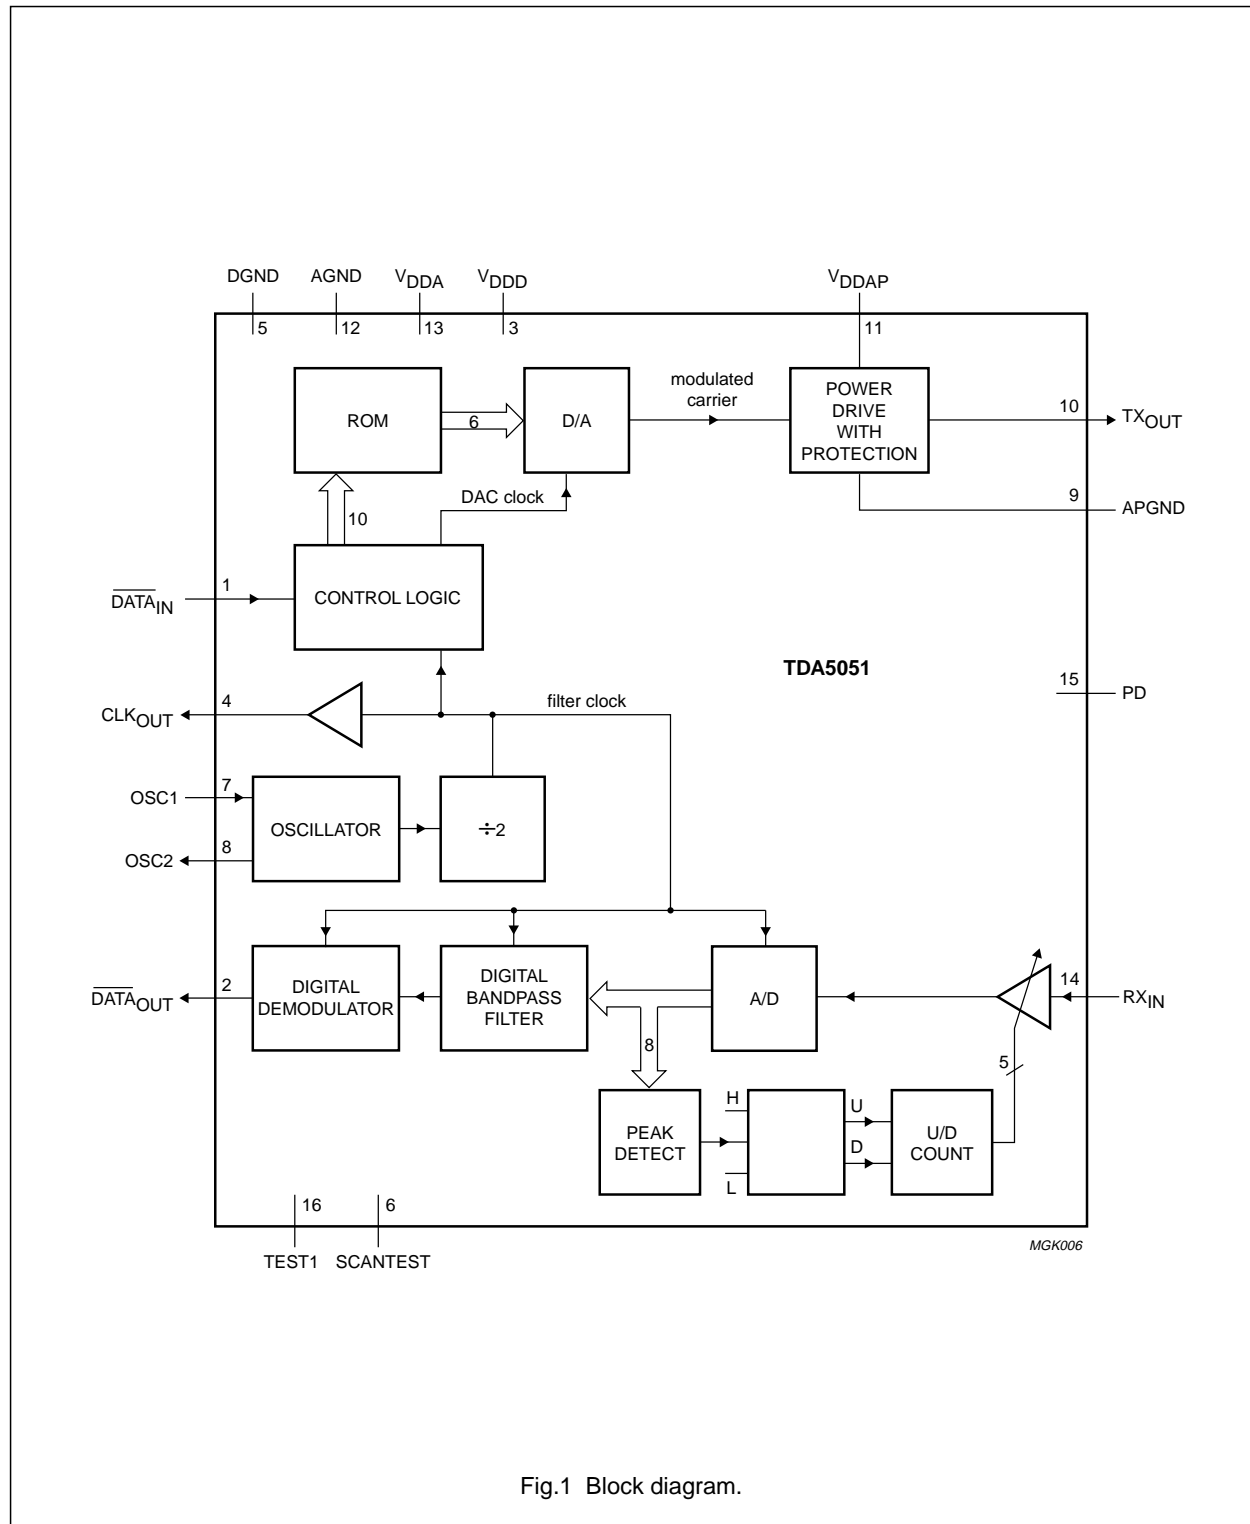 DGND AGND VDDA VDDD VDDAP
5 12 13 3 11
ROM
6
D/A
modulated
carrier
POWER
DRIVE
WITH
PROTECTION
10
TXOUT
DAC clock
10
9
APGND
1
DATAIN
CONTROL LOGIC
TDA5051
15
PD
filter clock
4
CLKOUT
7
OSC1
OSCILLATOR
÷2
8
OSC2
2
DATAOUT
DIGITAL
DEMODULATOR
DIGITAL
BANDPASS
FILTER
A/D
14
RXIN
8
5
PEAK
DETECT
H
L
U
D
U/D
COUNT
16 6
TEST1 SCANTEST
MGK006
Fig.1 Block diagram.